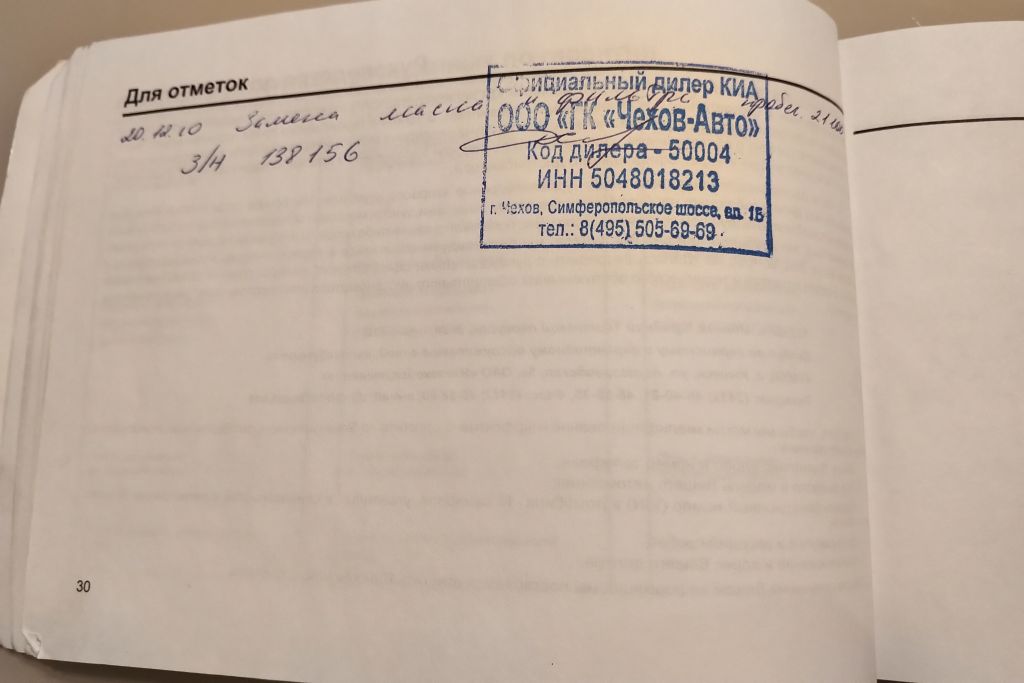 Для отметок
20.12.10 Замена масла и фильтра пробег. 21
З/Н 138156
Официальный дилер КИА
ООО «ГК «Чехов-Авто»
Код дилера - 50004
ИНН 5048018213
г. Чехов, Симферопольское шоссе, вл. 1Б
тел.: 8(495) 505-69-69
30